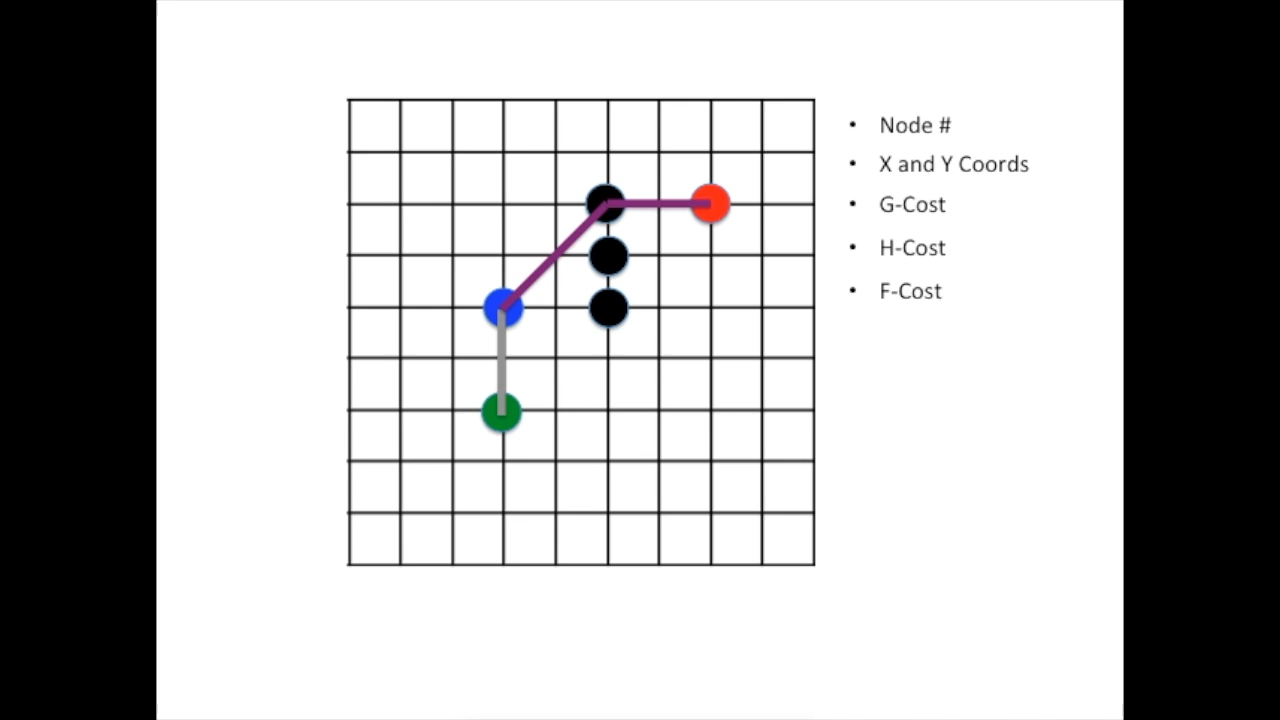 • Node #
• X and Y Coords
• G-Cost
• H-Cost
• F-Cost